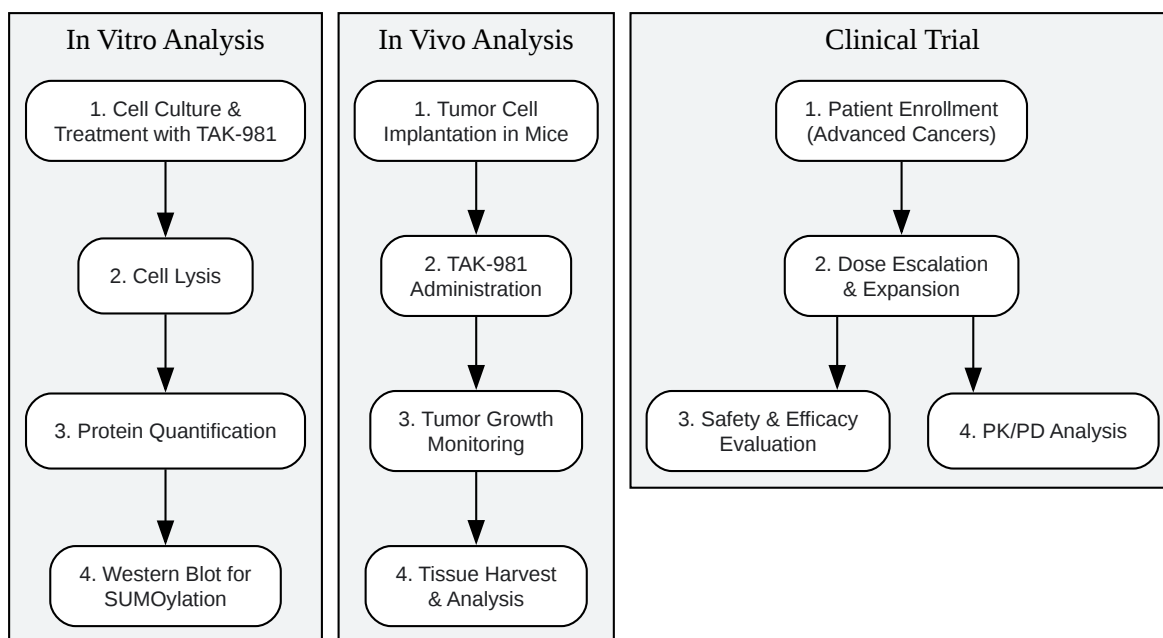 In Vitro Analysis
1. Cell Culture &
Treatment with TAK-981
2. Cell Lysis
3. Protein Quantification
4. Western Blot for
SUMOylation
In Vivo Analysis
1. Tumor Cell
Implantation in Mice
2. TAK-981
Administration
3. Tumor Growth
Monitoring
4. Tissue Harvest
& Analysis
Clinical Trial
1. Patient Enrollment
(Advanced Cancers)
2. Dose Escalation
& Expansion
3. Safety & Efficacy
Evaluation
4. PK/PD Analysis